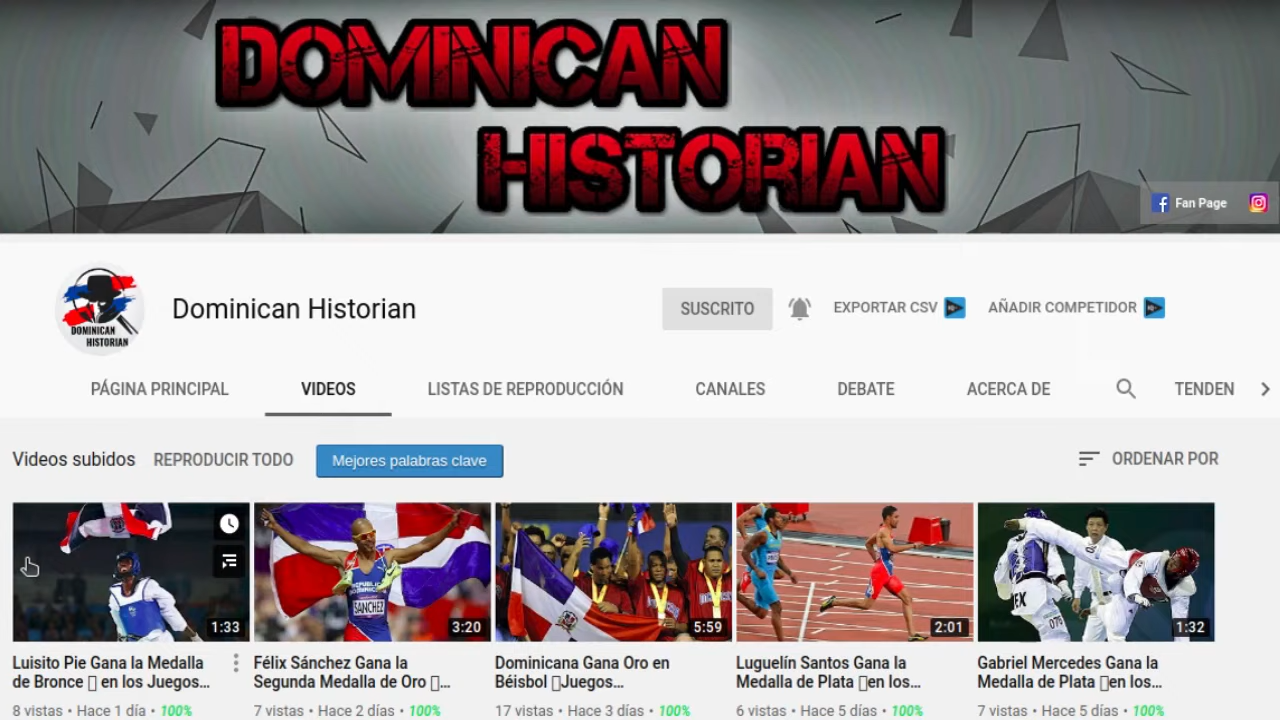 DOMINICAN
HISTORIAN
Fan Page
DOMINICAN
HISTORIAN
Dominican Historian
SUSCRITO
EXPORTAR CSV
AÑADIR COMPETIDOR
PÁGINA PRINCIPAL
VIDEOS
LISTAS DE REPRODUCCIÓN
CANALES
DEBATE
ACERCA DE
TENDEN
Videos subidos
REPRODUCIR TODO
Mejores palabras clave
ORDENAR POR
1:33
SÁNCHEZ
3:20
5:59
2:01
MEX
1:32
Luisito Pie Gana la Medalla
de Bronce en los Juegos...
8 vistas • Hace 1 día • 100%
Félix Sánchez Gana la
Segunda Medalla de Oro ...
7 vistas • Hace 2 días • 100%
Dominicana Gana Oro en
Béisbol Juegos...
17 vistas • Hace 3 días • 100%
Luguelín Santos Gana la
Medalla de Plata en los...
6 vistas • Hace 5 días • 100%
Gabriel Mercedes Gana la
Medalla de Plata en los...
7 vistas • Hace 5 días • 100%